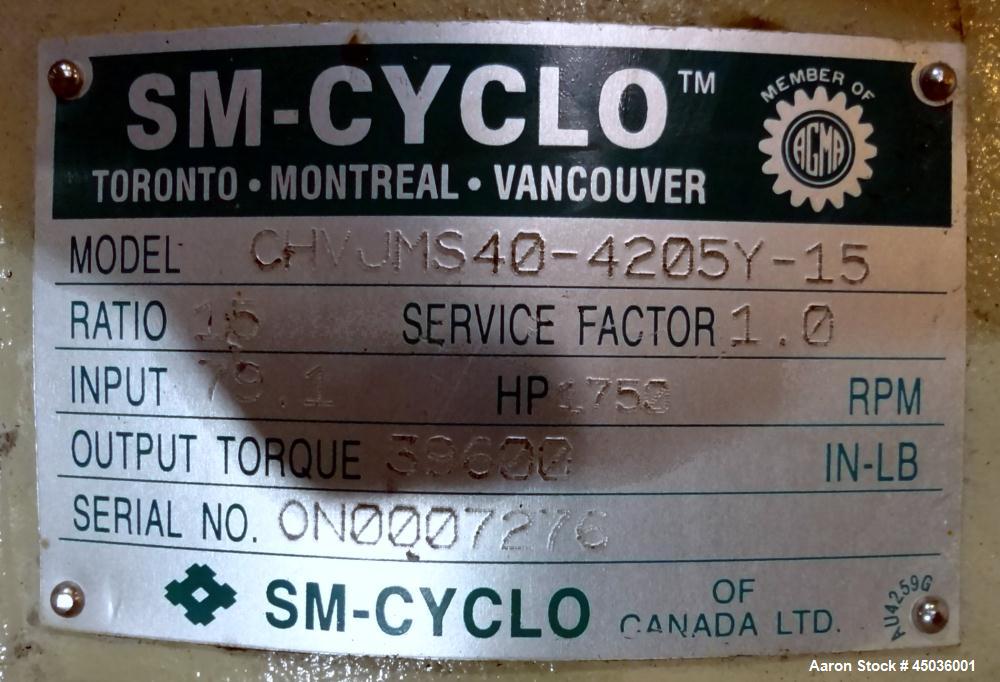 SM-CYCLO™
TORONTO • MONTREAL • VANCOUVER
MEMBER OF
AGMA
MODEL CHVJMS40-4205Y-15
RATIO 15 SERVICE FACTOR 1.0
INPUT 79.1 HP 1750 RPM
OUTPUT TORQUE 39600 IN-LB
SERIAL NO. ON0007276
SM-CYCLO OF
CANADA LTD.
AU4259G
Aaron Stock # 45036001